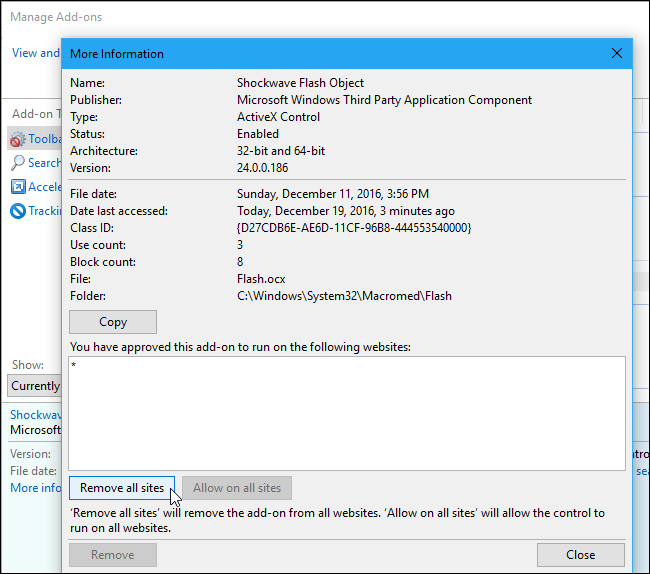 Manage Add-ons
View and
More Information
Name: Shockwave Flash Object
Publisher: Microsoft Windows Third Party Application Component
Type: ActiveX Control
Status: Enabled
Architecture: 32-bit and 64-bit
Version: 24.0.0.186
File date: Sunday, December 11, 2016, 3:56 PM
Date last accessed: Today, December 19, 2016, 3 minutes ago
Class ID: {D27CDB6E-AE6D-11CF-96B8-444553540000}
Use count: 3
Block count: 8
File: Flash.ocx
Folder: C:\Windows\System32\Macromed\Flash
Copy
You have approved this add-on to run on the following websites:
*
Remove all sites Allow on all sites
‘Remove all sites’ will remove the add-on from all websites. ‘Allow on all sites’ will allow the control to
run on all websites.
Remove Close
Add-on T
Toolba
Search
Accele
Trackin
Show:
Currently
Shockwav
Microsof
Version:
File date:
More info
ntro
sea